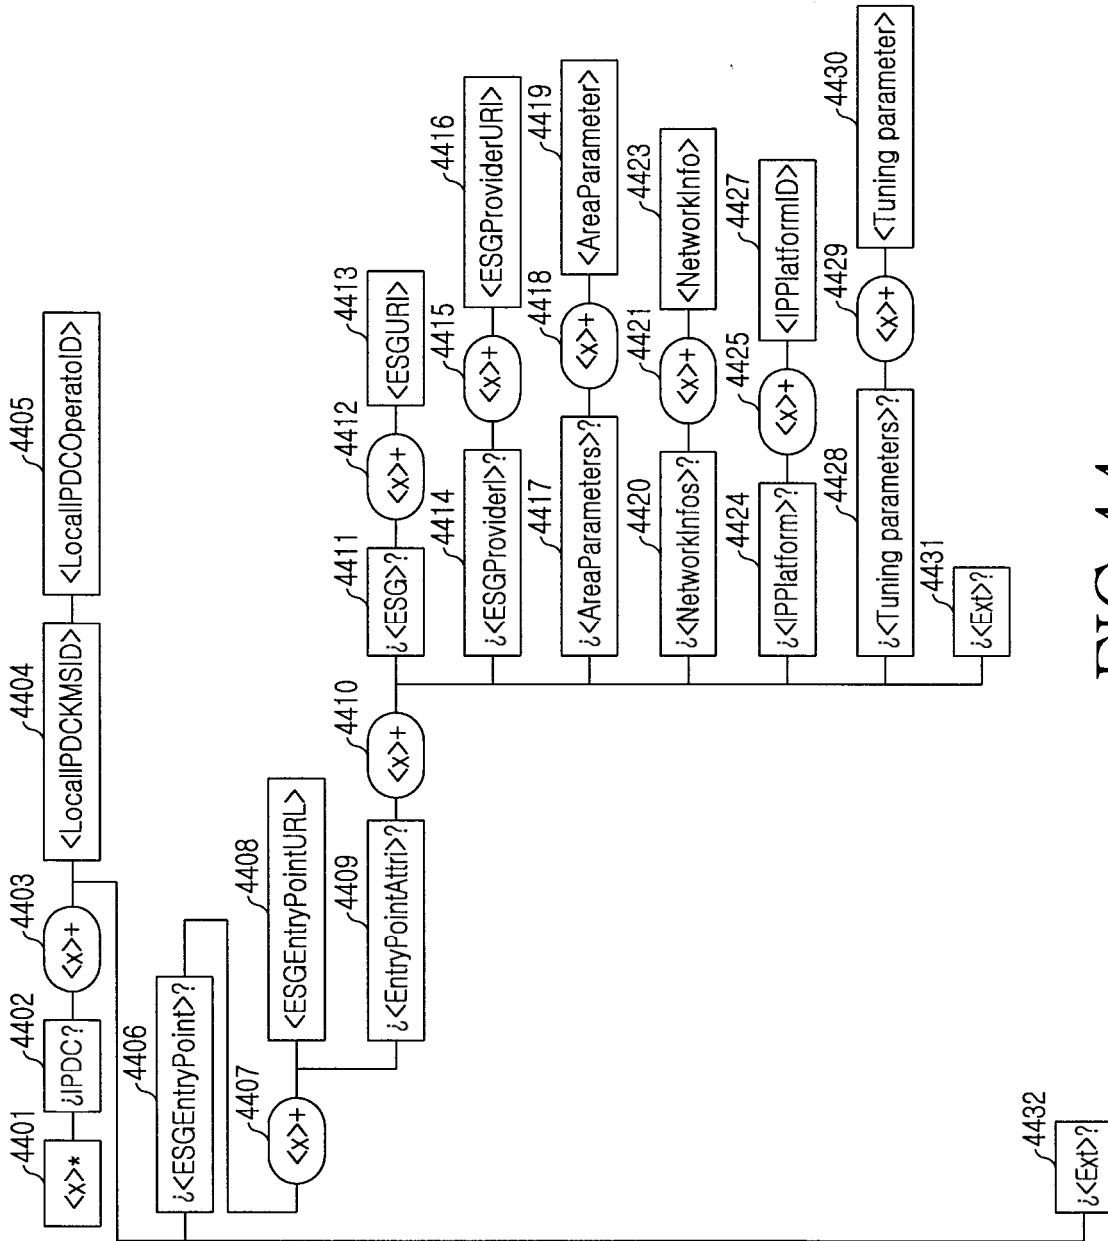 4401
<x>*
4402
¿IPDC?
4403
<x>+
4404
<LocalIPDCKMSID>
4405
<LocalIPDCOperatoID>
4406
¿<ESGEntryPoint>?
4407
<x>+
4408
<ESGEntryPointURL>
4409
¿<EntryPointAttri>?
4410
<x>+
4411
¿<ESG>?
4412
<x>+
4413
<ESGURI>
4414
¿<ESGProviderI>?
4415
<x>+
4416
<ESGProviderURI>
4417
¿<AreaParameters>?
4418
<x>+
4419
<AreaParameter>
4420
¿<NetworkInfos>?
4421
<x>+
4423
<NetworkInfo>
4424
¿<IPPlatform>?
4425
<x>+
4427
<IPPlatformID>
4428
¿<Tuning parameters>?
4429
<x>+
4430
<Tuning parameter>
4431
¿<Ext>?
4432
¿<Ext>?
FIG 44